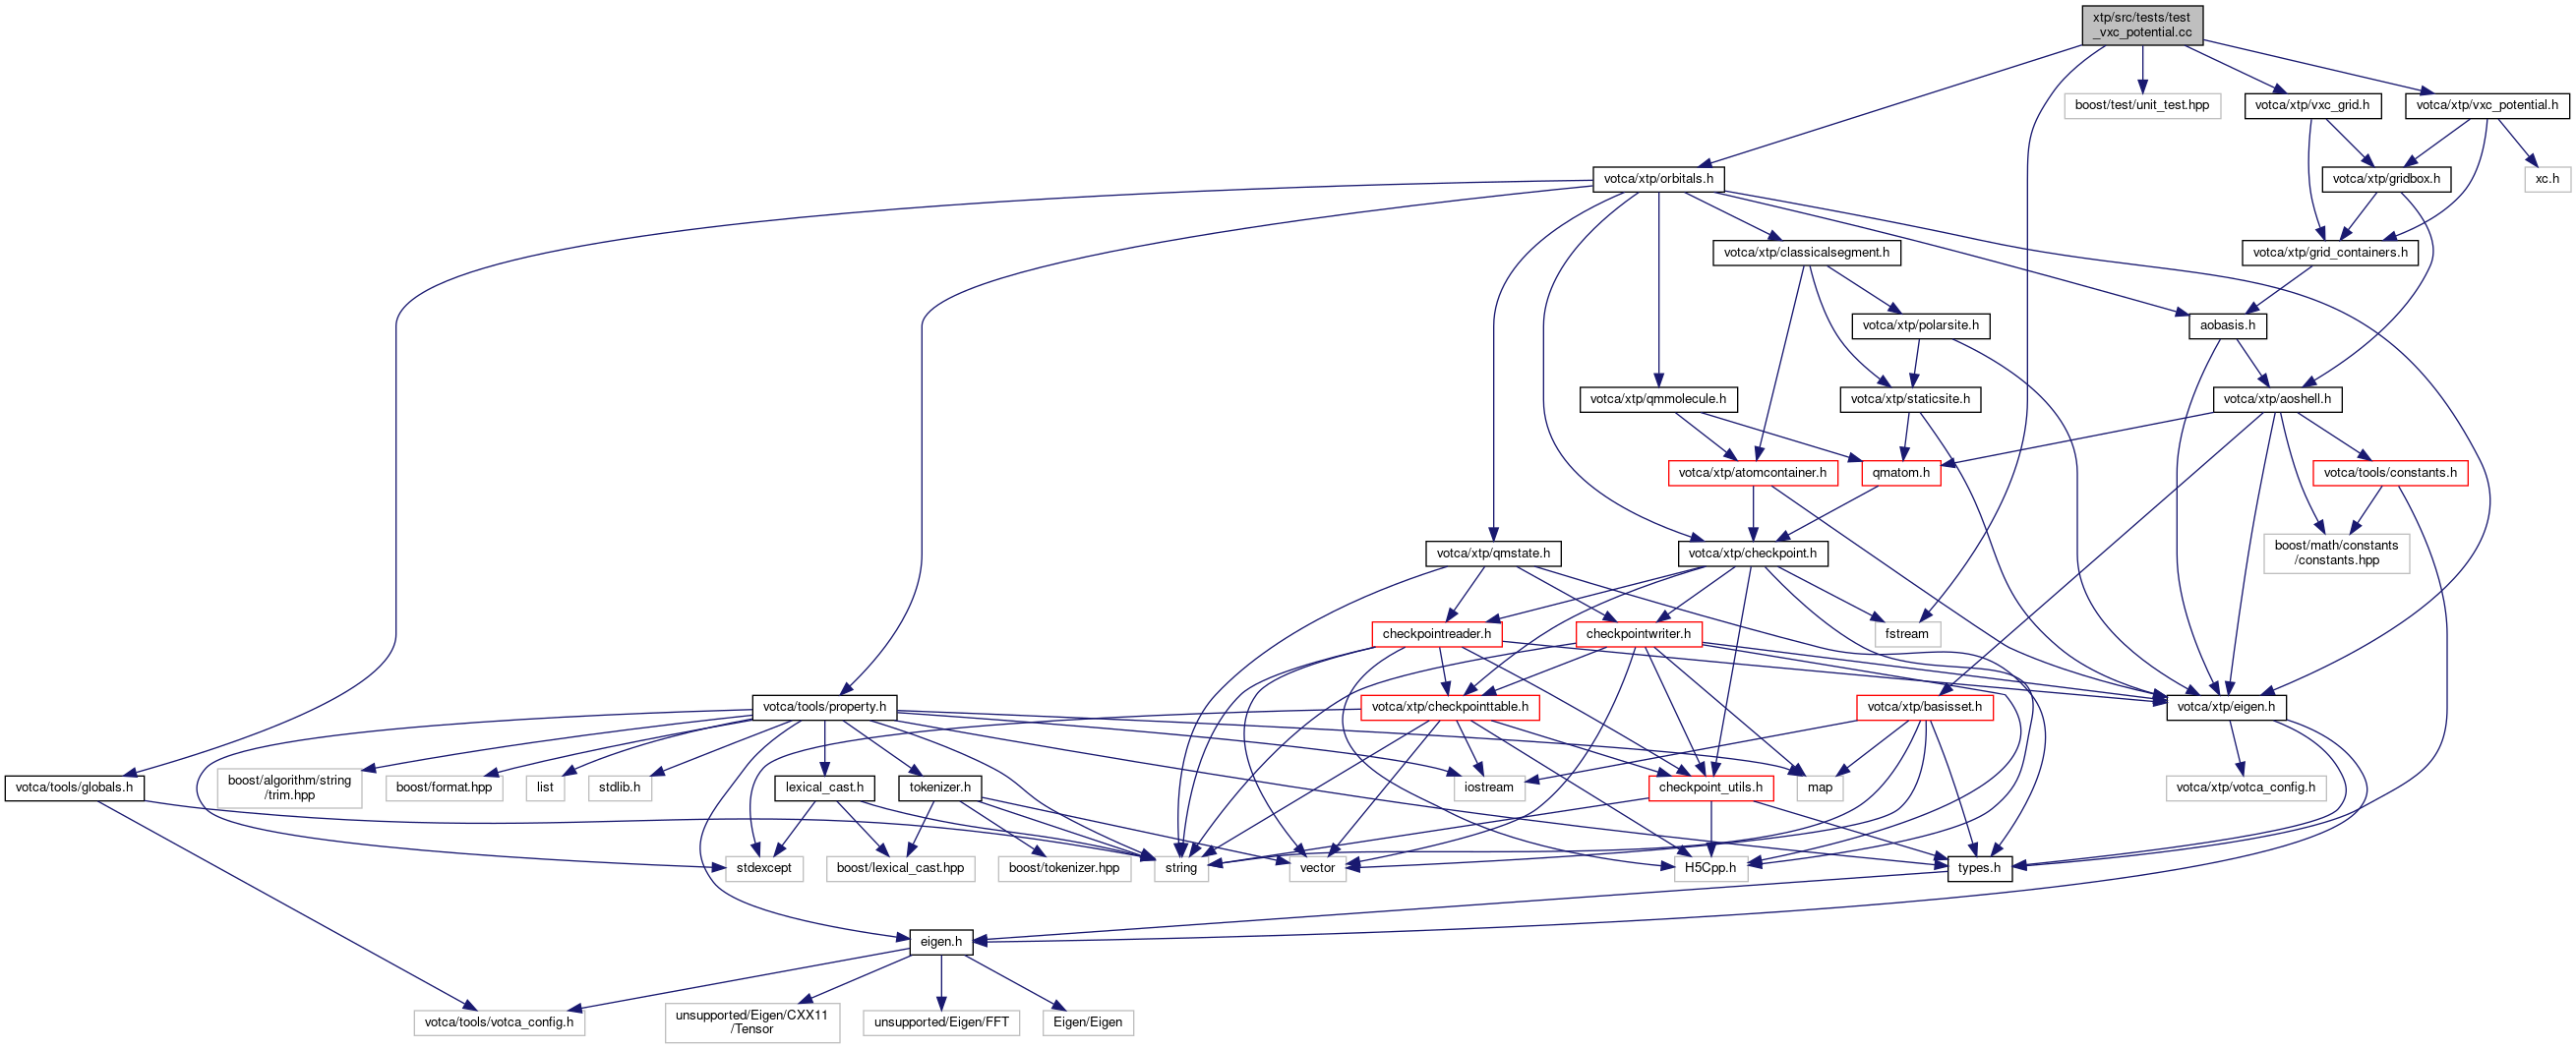 xtp/src/tests/test
_vxc_potential.cc
boost/test/unit_test.hpp
votca/xtp/vxc_grid.h
votca/xtp/vxc_potential.h
votca/xtp/orbitals.h
votca/xtp/gridbox.h
xc.h
votca/xtp/classicalsegment.h
votca/xtp/grid_containers.h
votca/xtp/polarsite.h
aobasis.h
votca/xtp/qmmolecule.h
votca/xtp/staticsite.h
votca/xtp/aoshell.h
votca/xtp/atomcontainer.h
qmatom.h
votca/tools/constants.h
votca/xtp/qmstate.h
votca/xtp/checkpoint.h
boost/math/constants
/constants.hpp
checkpointreader.h
checkpointwriter.h
fstream
votca/tools/property.h
votca/xtp/checkpointtable.h
votca/xtp/basisset.h
votca/xtp/eigen.h
votca/tools/globals.h
boost/algorithm/string
/trim.hpp
boost/format.hpp
list
stdlib.h
lexical_cast.h
tokenizer.h
iostream
checkpoint_utils.h
map
votca/xtp/votca_config.h
stdexcept
boost/lexical_cast.hpp
boost/tokenizer.hpp
string
vector
H5Cpp.h
types.h
eigen.h
votca/tools/votca_config.h
unsupported/Eigen/CXX11
/Tensor
unsupported/Eigen/FFT
Eigen/Eigen